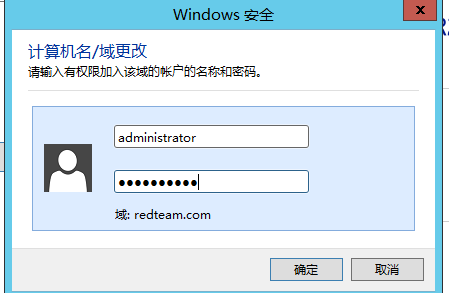 Windows 安全
x
计算机名/域更改
请输入有权限加入该域的帐户的名称和密码。
administrator
●●●●●●●●●●
域: redteam.com
确定
取消